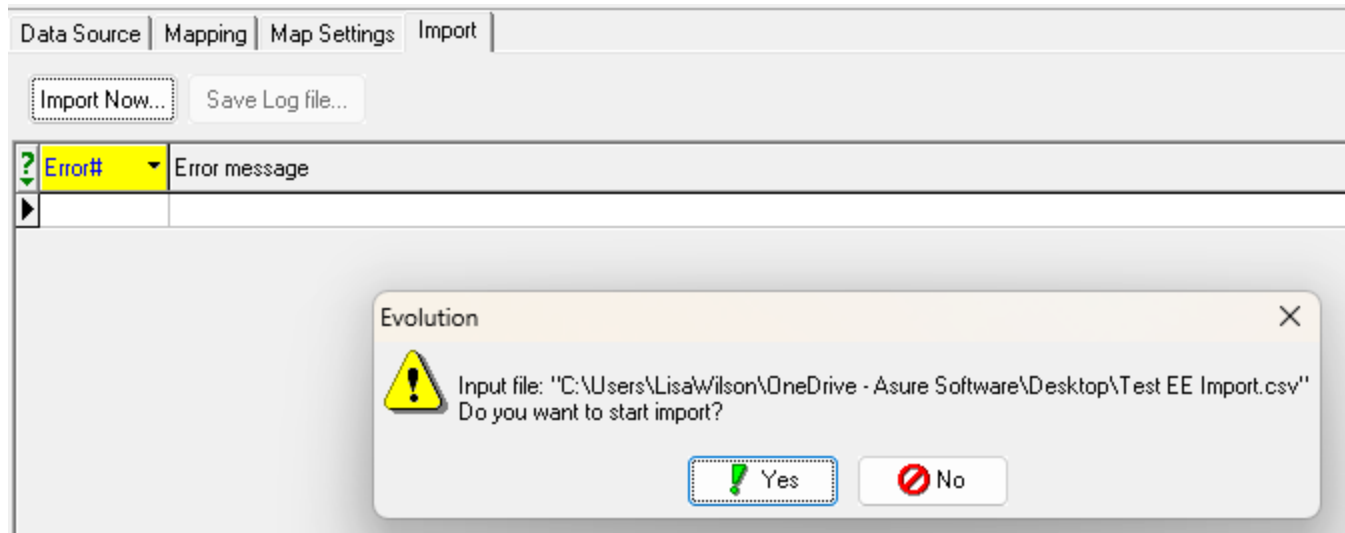 Data Source Mapping Map Settings Import
Import Now... Save Log file...
? Error# Error message
Evolution
Input file: "C:\Users\LisaWilson\OneDrive - Asure Software\Desktop\Test EE Import.csv"
Do you want to start import?
Yes No